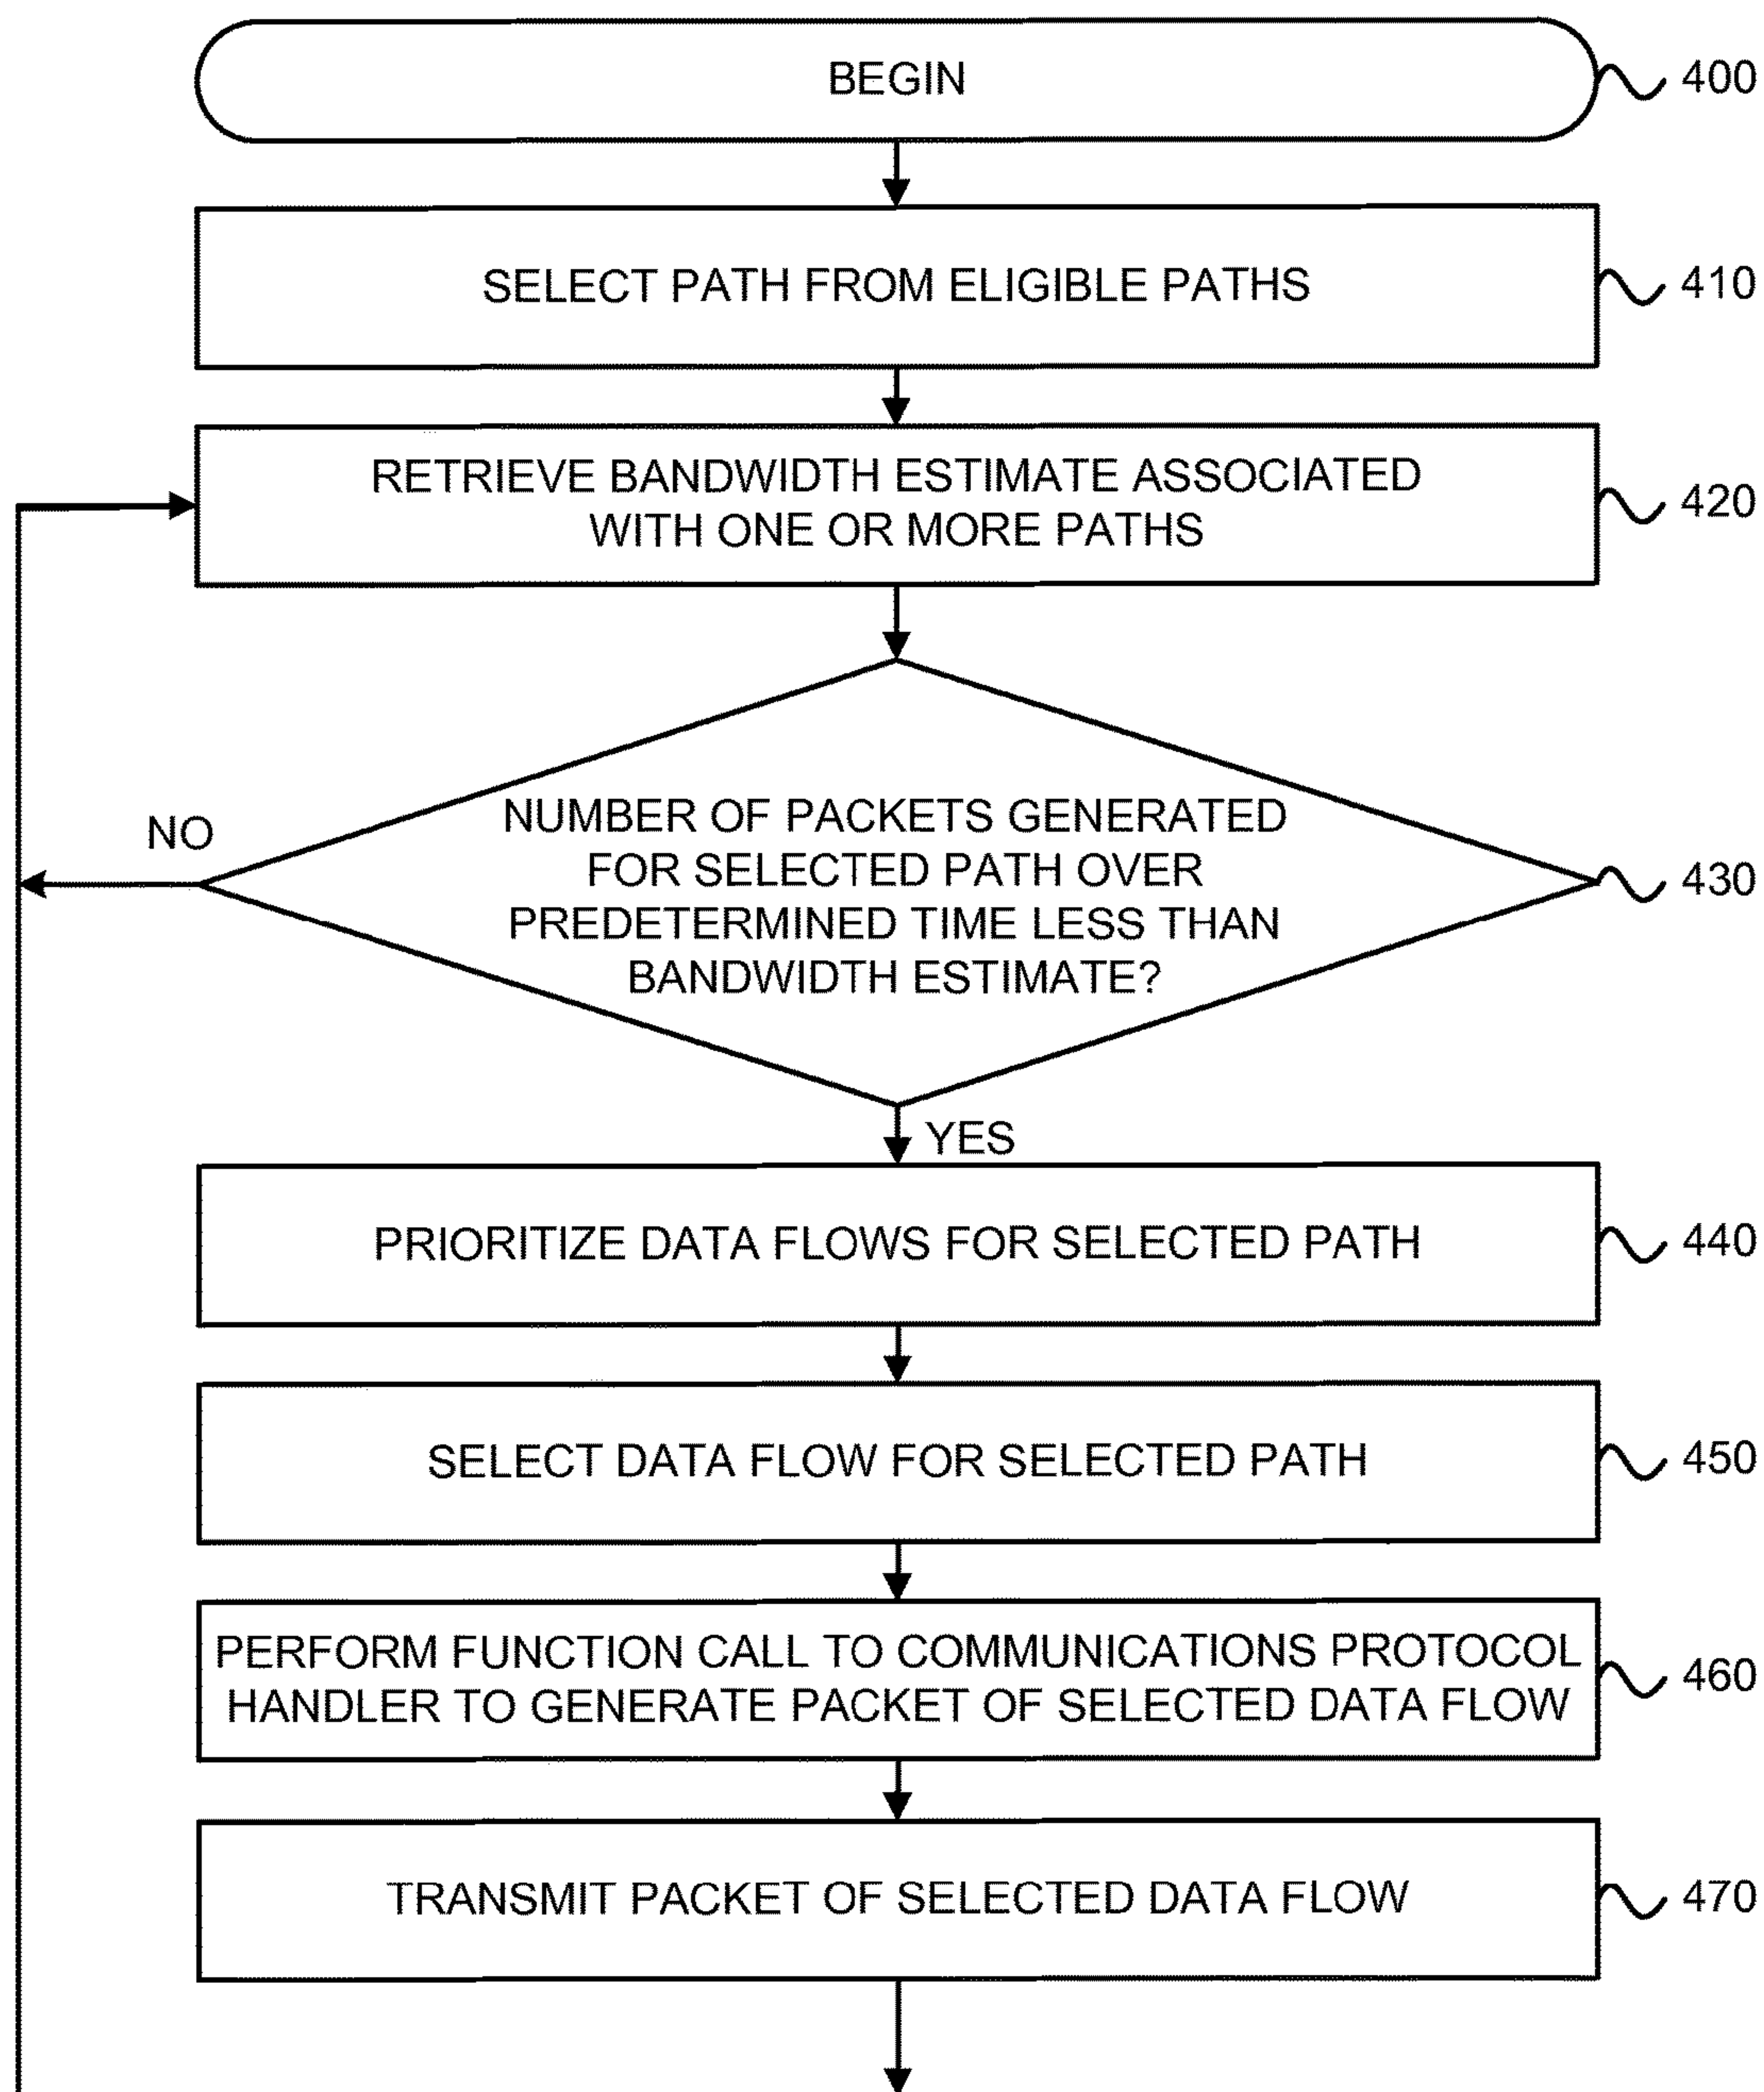 BEGIN
400
SELECT PATH FROM ELIGIBLE PATHS
410
RETRIEVE BANDWIDTH ESTIMATE ASSOCIATED
WITH ONE OR MORE PATHS
420
NUMBER OF PACKETS GENERATED
FOR SELECTED PATH OVER
PREDETERMINED TIME LESS THAN
BANDWIDTH ESTIMATE?
NO
430
YES
PRIORITIZE DATA FLOWS FOR SELECTED PATH
440
SELECT DATA FLOW FOR SELECTED PATH
450
PERFORM FUNCTION CALL TO COMMUNICATIONS PROTOCOL
HANDLER TO GENERATE PACKET OF SELECTED DATA FLOW
460
TRANSMIT PACKET OF SELECTED DATA FLOW
470